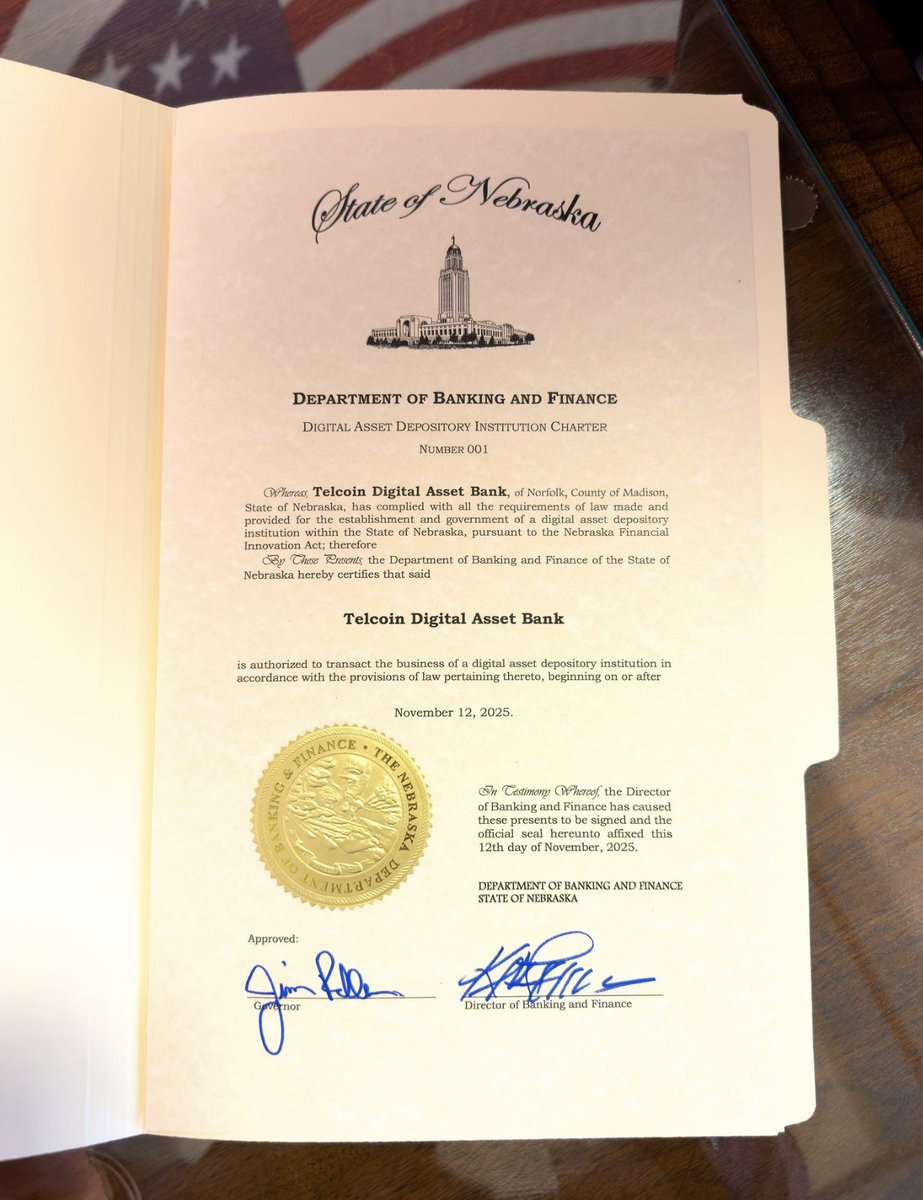 State of Nebraska
DEPARTMENT OF BANKING AND FINANCE
DIGITAL ASSET DEPOSITORY INSTITUTION CHARTER
NUMBER 001
Whereas, Telcoin Digital Asset Bank, of Norfolk, County of Madison,
State of Nebraska, has complied with all the requirements of law made and
provided for the establishment and government of a digital asset depository
institution within the State of Nebraska, pursuant to the Nebraska Financial
Innovation Act; therefore
By These Presents, the Department of Banking and Finance of the State of
Nebraska hereby certifies that said
Telcoin Digital Asset Bank
is authorized to transact the business of a digital asset depository institution in
accordance with the provisions of law pertaining thereto, beginning on or after
November 12, 2025.
THE NEBRASKA DEPARTMENT OF BANKING & FINANCE •
In Testimony Whereof, the Director
of Banking and Finance has caused
these presents to be signed and the
official seal hereunto affixed this
12th day of November, 2025.
DEPARTMENT OF BANKING AND FINANCE
STATE OF NEBRASKA
Approved:
Jim
Governor
Director of Banking and Finance